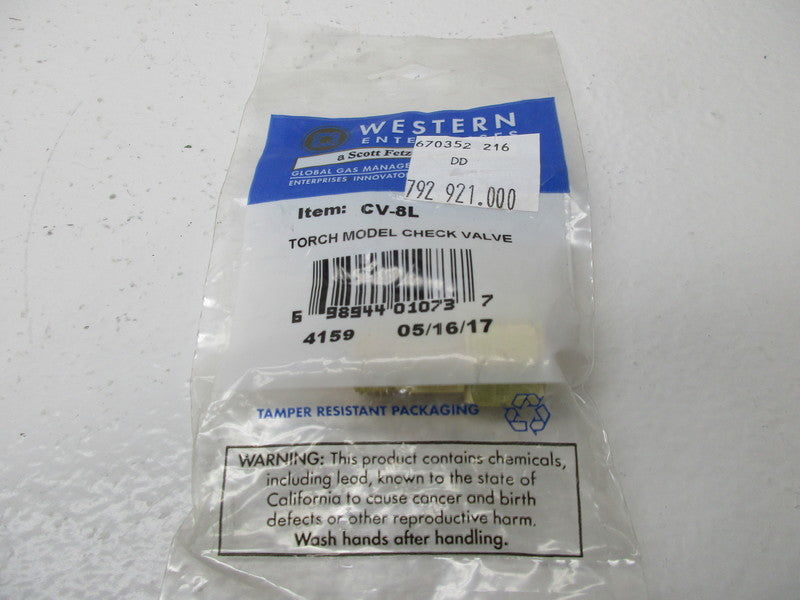 WESTERN
ENTERPRISES
a Scott Fetz
GLOBAL GAS MANAGE
ENTERPRISES INNOVATO
670352 216
DD
792 921.000
Item: CV-8L
TORCH MODEL CHECK VALVE
6 98944 01073 7
4159 05/16/17
TAMPER RESISTANT PACKAGING
WARNING: This product contains chemicals,
including lead, known to the state of
California to cause cancer and birth
defects or other reproductive harm.
Wash hands after handling.